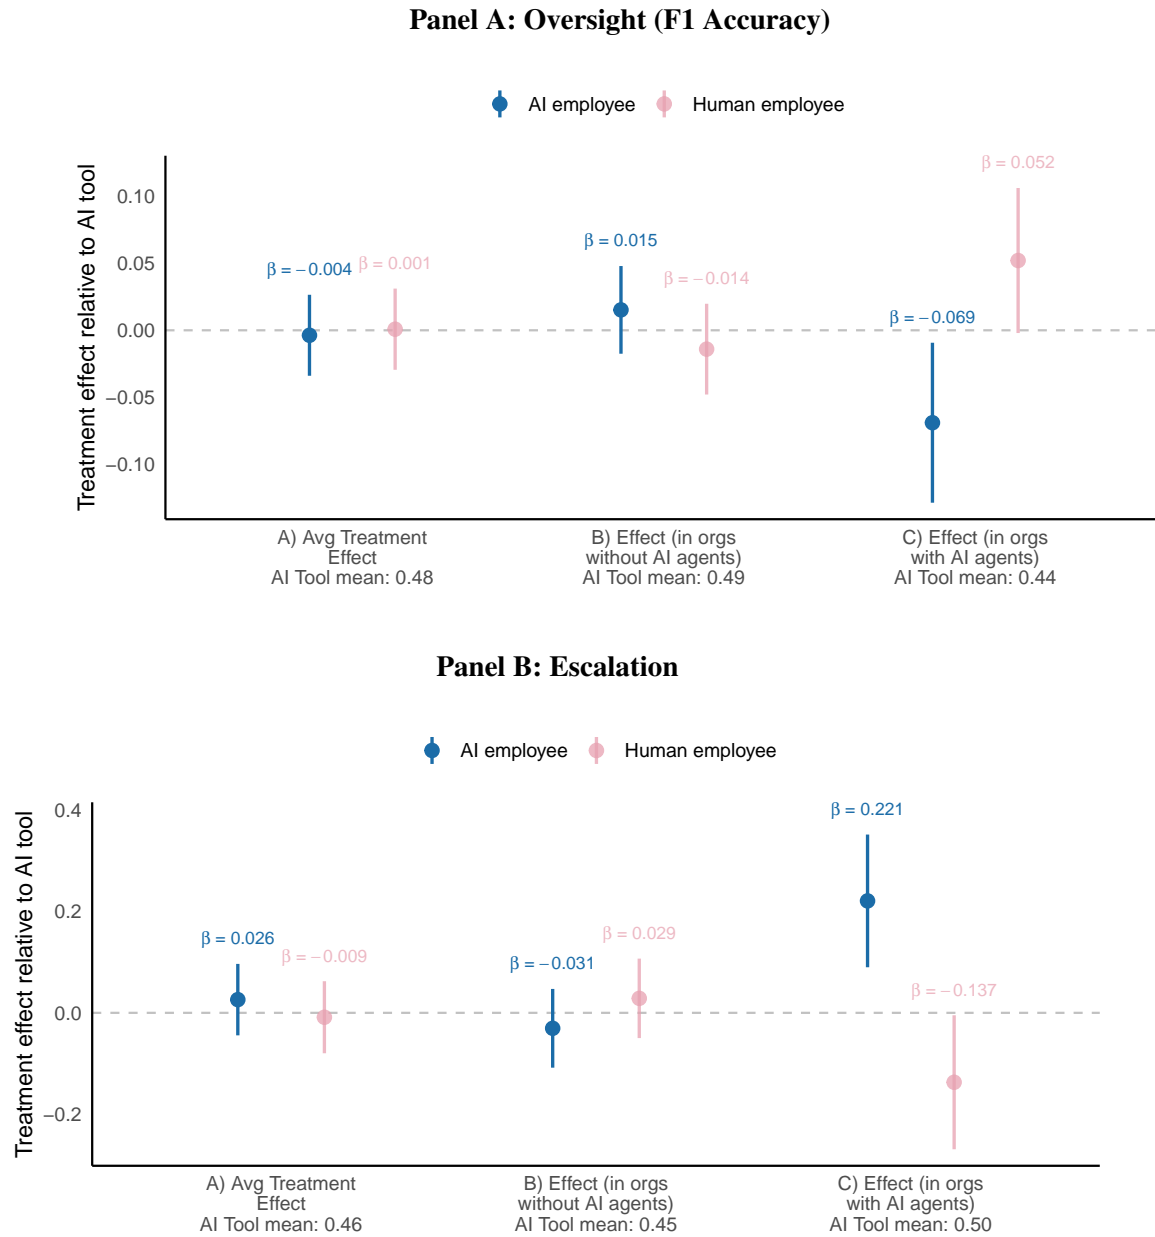 Panel A: Oversight (F1 Accuracy)
AI employee Human employee
Treatment effect relative to AI tool
0.10
0.05
0.00
−0.05
−0.10
β = −0.004
β = 0.001
β = 0.015
β = −0.014
β = −0.069
β = 0.052
A) Avg Treatment
Effect
AI Tool mean: 0.48
B) Effect (in orgs
without AI agents)
AI Tool mean: 0.49
C) Effect (in orgs
with AI agents)
AI Tool mean: 0.44
Panel B: Escalation
AI employee Human employee
Treatment effect relative to AI tool
0.4
0.2
0.0
−0.2
β = 0.026
β = −0.009
β = −0.031
β = 0.029
β = 0.221
β = −0.137
A) Avg Treatment
Effect
AI Tool mean: 0.46
B) Effect (in orgs
without AI agents)
AI Tool mean: 0.45
C) Effect (in orgs
with AI agents)
AI Tool mean: 0.50